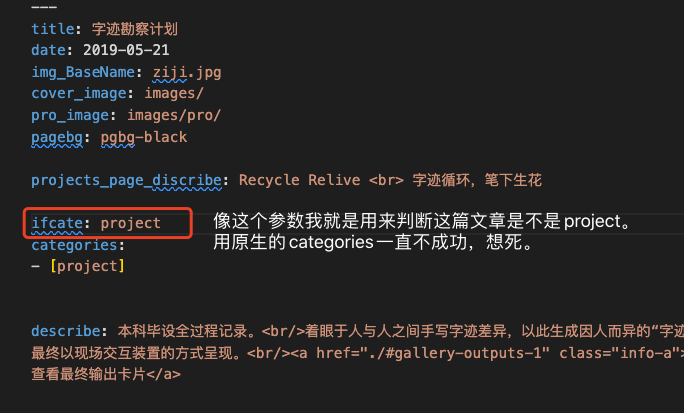 ---
title: 字迹勘察计划
date: 2019-05-21
img_BaseName: ziji.jpg
cover_image: images/
pro_image: images/pro/
pagebg: pgbg-black
projects_page_discribe: Recycle Relive <br> 字迹循环，笔下生花
ifcate: project
像这个参数我就是用来判断这篇文章是不是project。
用原生的categories一直不成功，想死。
categories:
- [project]
describe: 本科毕设全过程记录。<br/>着眼于人与人之间手写字迹差异，以此生成因人而异的“字迹
最终以现场交互装置的方式呈现。<br/><a href="./#gallery-outputs-1" class="info-a">
查看最终输出卡片</a>